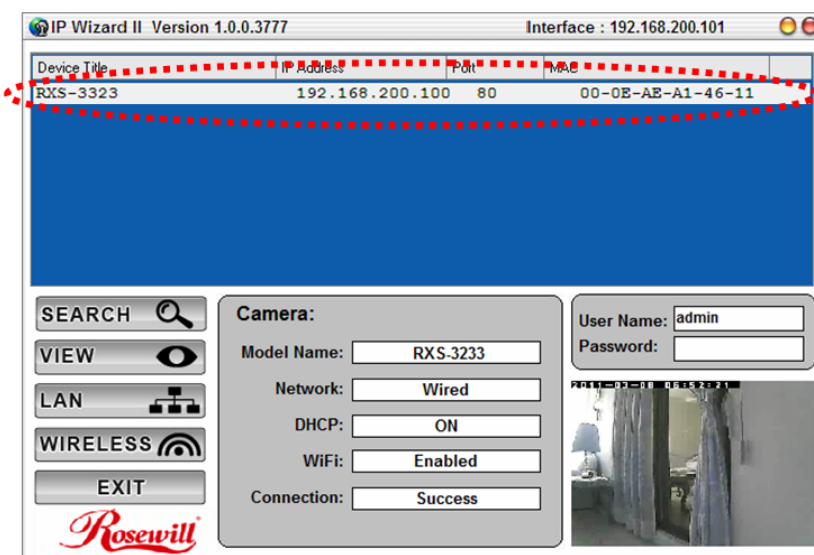 IP Wizard II Version 1.0.0.3777 Interface : 192.168.200.101
Device Title IP Address Port MAC
RXS-3323 192.168.200.100 80 00-0E-AE-A1-46-11
SEARCH
VIEW
LAN
WIRELESS
EXIT
Rosewill
Camera:
Model Name: RXS-3233
Network: Wired
DHCP: ON
WiFi: Enabled
Connection: Success
User Name: admin
Password:
2011-03-08 06:52:21